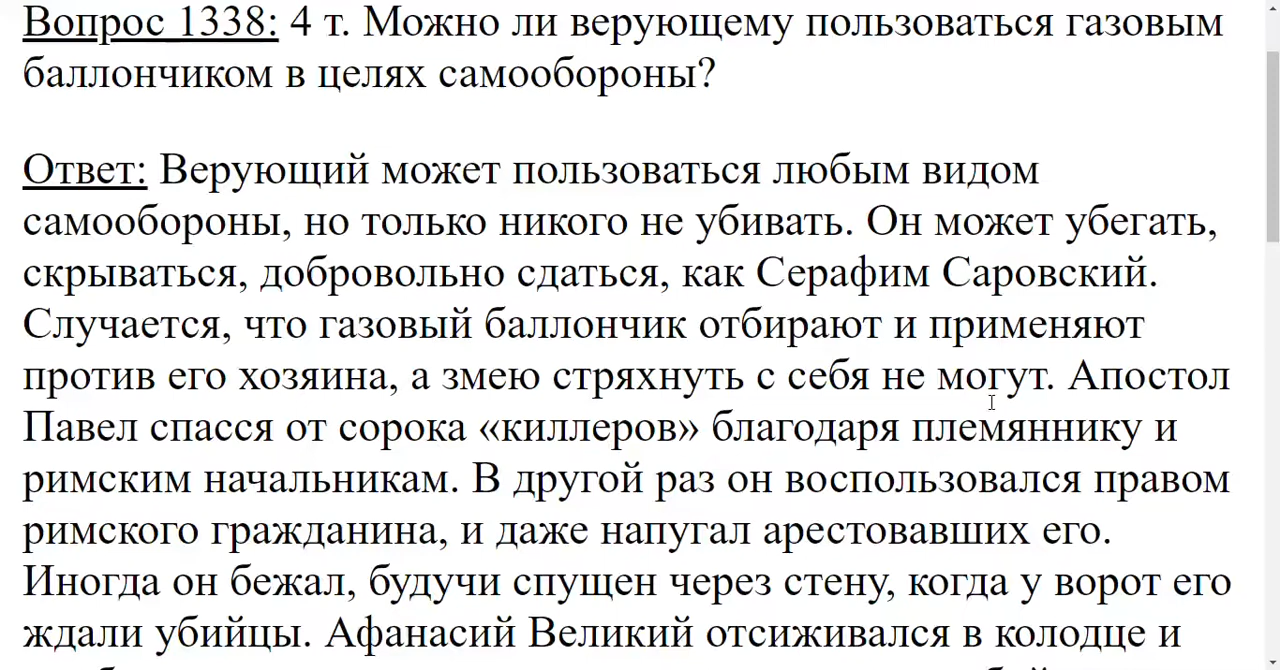 Вопрос 1338: 4 т. Можно ли верующему пользоваться газовым
баллончиком в целях самообороны?
Ответ: Верующий может пользоваться любым видом
самообороны, но только никого не убивать. Он может убегать,
скрываться, добровольно сдаться, как Серафим Саровский.
Случается, что газовый баллончик отбирают и применяют
против его хозяина, а змею стряхнуть с себя не могут. Апостол
Павел спасся от сорока «киллеров» благодаря племяннику и
римским начальникам. В другой раз он воспользовался правом
римского гражданина, и даже напугал арестовавших его.
Иногда он бежал, будучи спущен через стену, когда у ворот его
ждали убийцы. Афанасий Великий отсиживался в колодце и